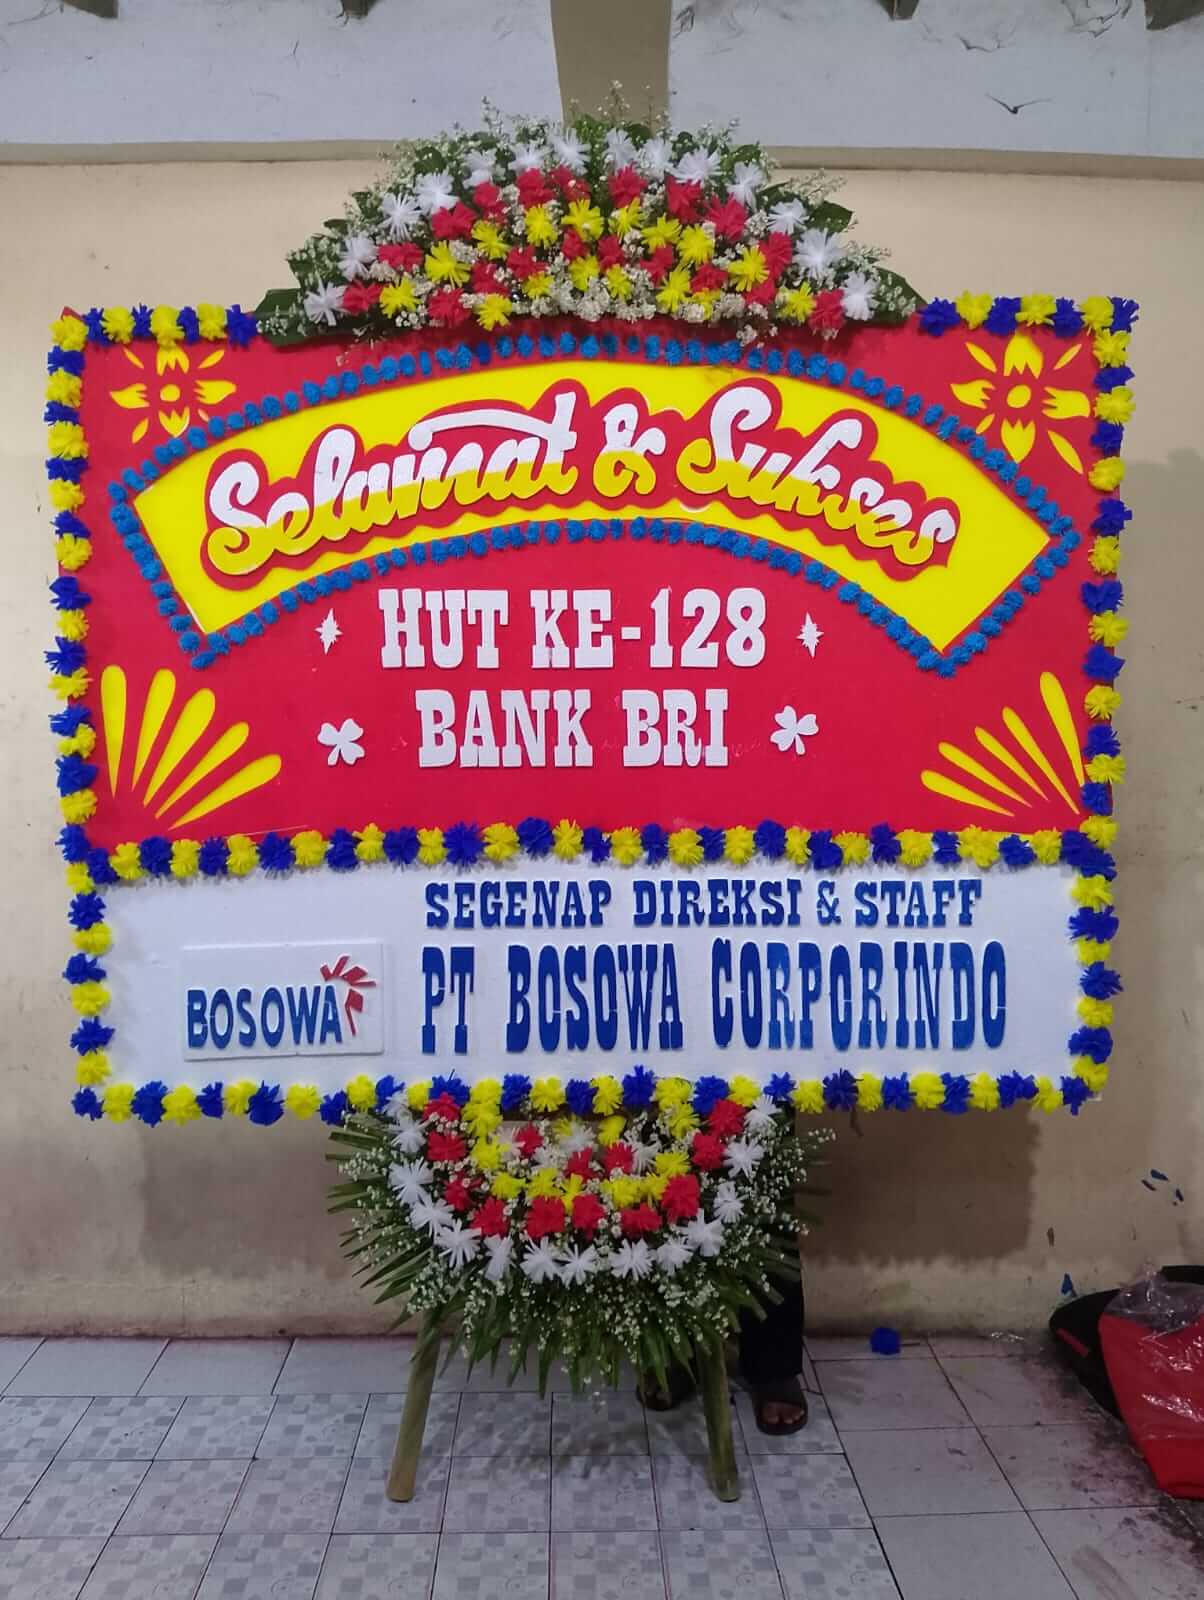 Selamat & Sukses
HUT KE-128
BANK BRI
SEGENAP DIREKSI & STAFF
BOSOWA
PT BOSOWA CORPORINDO